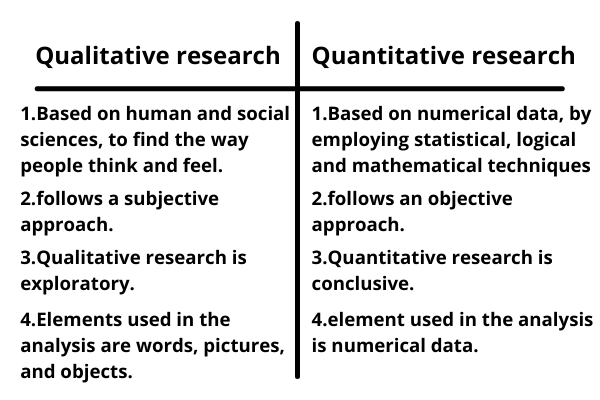 Qualitative research
1.Based on human and social
sciences, to find the way
people think and feel.
2.follows a subjective
approach.
3.Qualitative research is
exploratory.
4.Elements used in the
analysis are words, pictures,
and objects.
Quantitative research
1.Based on numerical data, by
employing statistical, logical
and mathematical techniques
2.follows an objective
approach.
3.Quantitative research is
conclusive.
4.element used in the analysis
is numerical data.